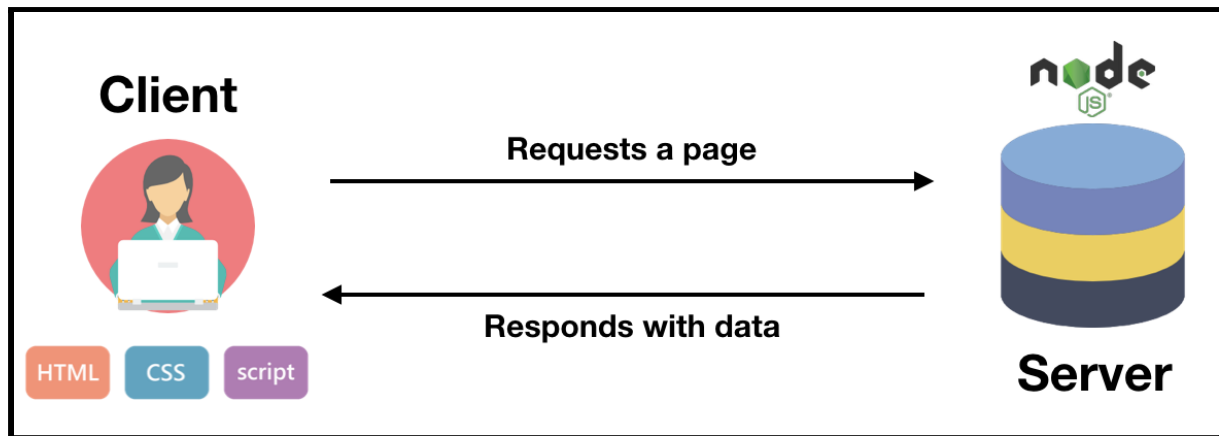 Client
node
JS
Requests a page
Responds with data
HTML
CSS
script
Server